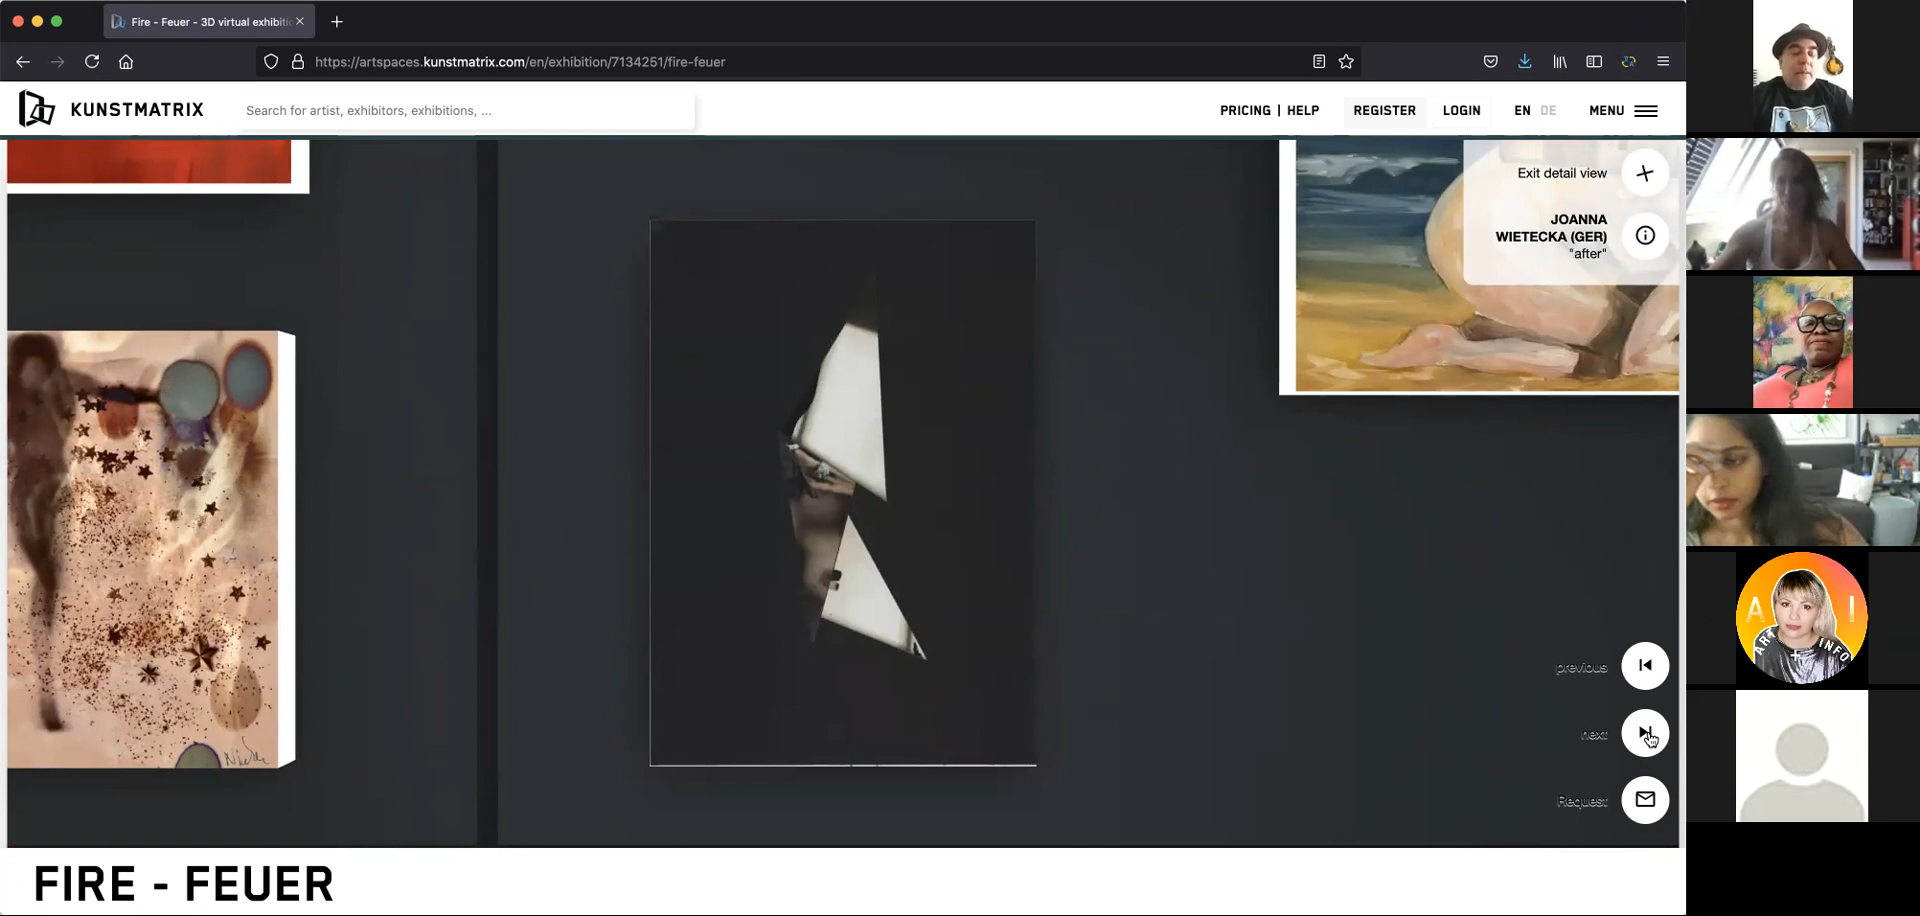 Fire - Feuer - 3D virtual exhibitio
https://artspaces.kunstmatrix.com/en/exhibition/7134251/fire-feuer
KUNSTMATRIX
Search for artist, exhibitors, exhibitions, ...
PRICING | HELP
REGISTER
LOGIN
EN DE
MENU
Exit detail view
JOANNA
WIETECKA (GER)
"after"
previous
next
Request
FIRE - FEUER
A I
ART + INFO